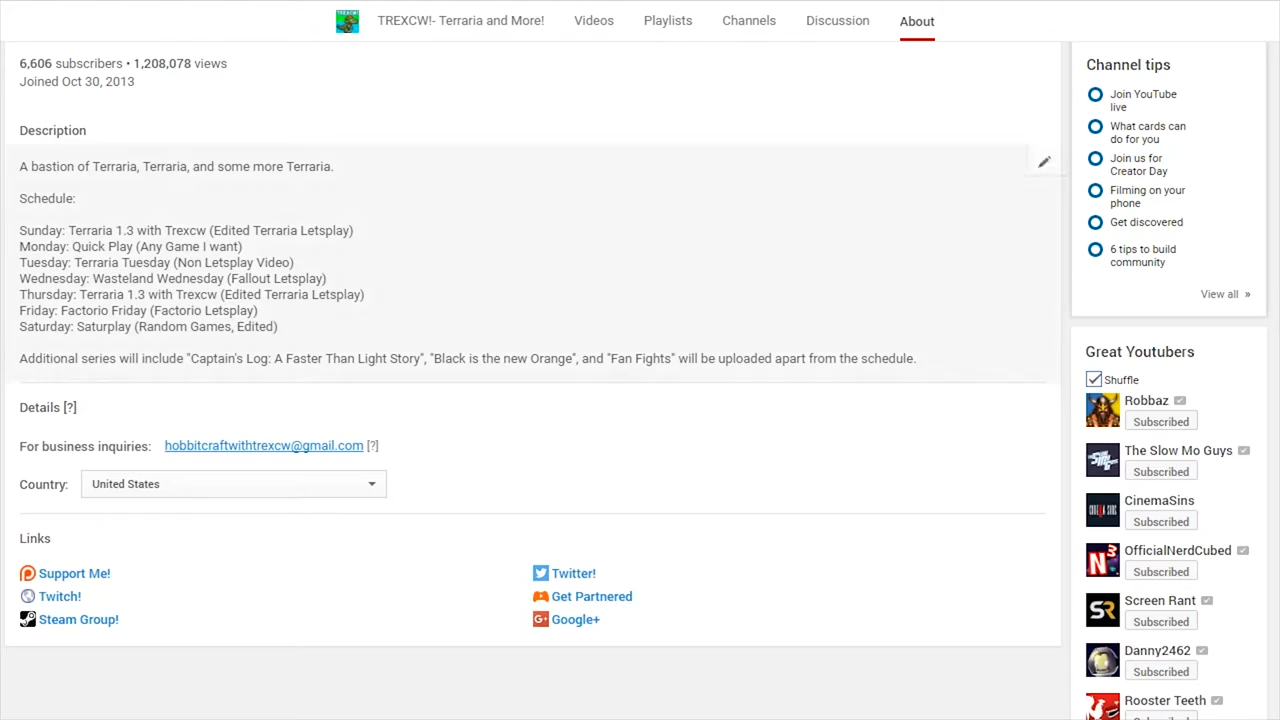 TREXCW!- Terraria and More!
Videos
Playlists
Channels
Discussion
About
6,606 subscribers • 1,208,078 views
Joined Oct 30, 2013
Description
A bastion of Terraria, Terraria, and some more Terraria.
Schedule:
Sunday: Terraria 1.3 with Trexcw (Edited Terraria Letsplay)
Monday: Quick Play (Any Game I want)
Tuesday: Terraria Tuesday (Non Letsplay Video)
Wednesday: Wasteland Wednesday (Fallout Letsplay)
Thursday: Terraria 1.3 with Trexcw (Edited Terraria Letsplay)
Friday: Factorio Friday (Factorio Letsplay)
Saturday: Saturplay (Random Games, Edited)
Additional series will include "Captain's Log: A Faster Than Light Story", "Black is the new Orange", and "Fan Fights" will be uploaded apart from the schedule.
Details [?]
For business inquiries: hobbitcraftwithtrexcw@gmail.com [?]
Country: United States
Links
Support Me!
Twitch!
Steam Group!
Twitter!
Get Partnered
Google+
Channel tips
Join YouTube
live
What cards can
do for you
Join us for
Creator Day
Filming on your
phone
Get discovered
6 tips to build
community
View all »
Great Youtubers
Shuffle
Robbaz
Subscribed
The Slow Mo Guys
Subscribed
CinemaSins
Subscribed
OfficialNerdCubed
Subscribed
Screen Rant
Subscribed
Danny2462
Subscribed
Rooster Teeth